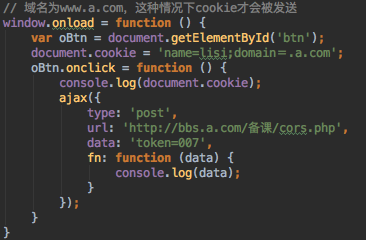 // 域名为www.a.com, 这种情况下cookie才会被发送
window.onload = function () {
    var oBtn = document.getElementById('btn');
    document.cookie = 'name=lisi;domain＝.a.com';
    oBtn.onclick = function () {
        console.log(document.cookie);
        ajax({
            type: 'post',
            url: 'http://bbs.a.com/备课/cors.php',
            data: 'token=007',
            fn: function (data) {
                console.log(data);
            }
        });
    }
}